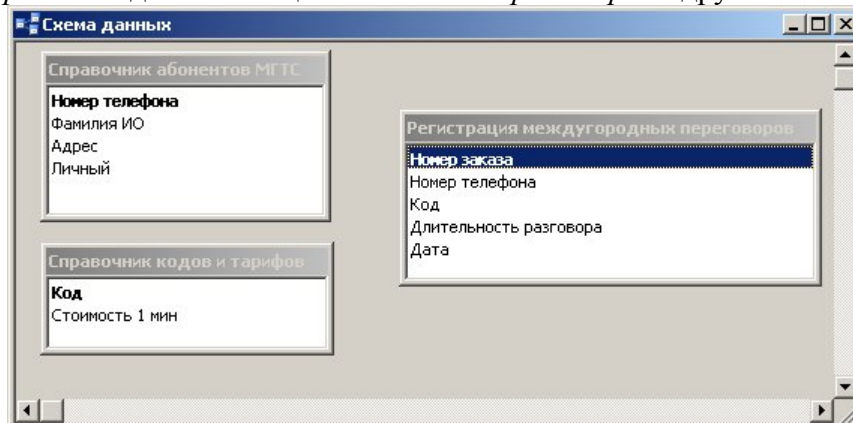 Схема данных
Справочник абонентов МГТС
Номер телефона
Фамилия ИО
Адрес
Личный
Регистрация междугородных переговоров
Номер заказа
Номер телефона
Код
Длительность разговора
Дата
Справочник кодов и тарифов
Код
Стоимость 1 мин